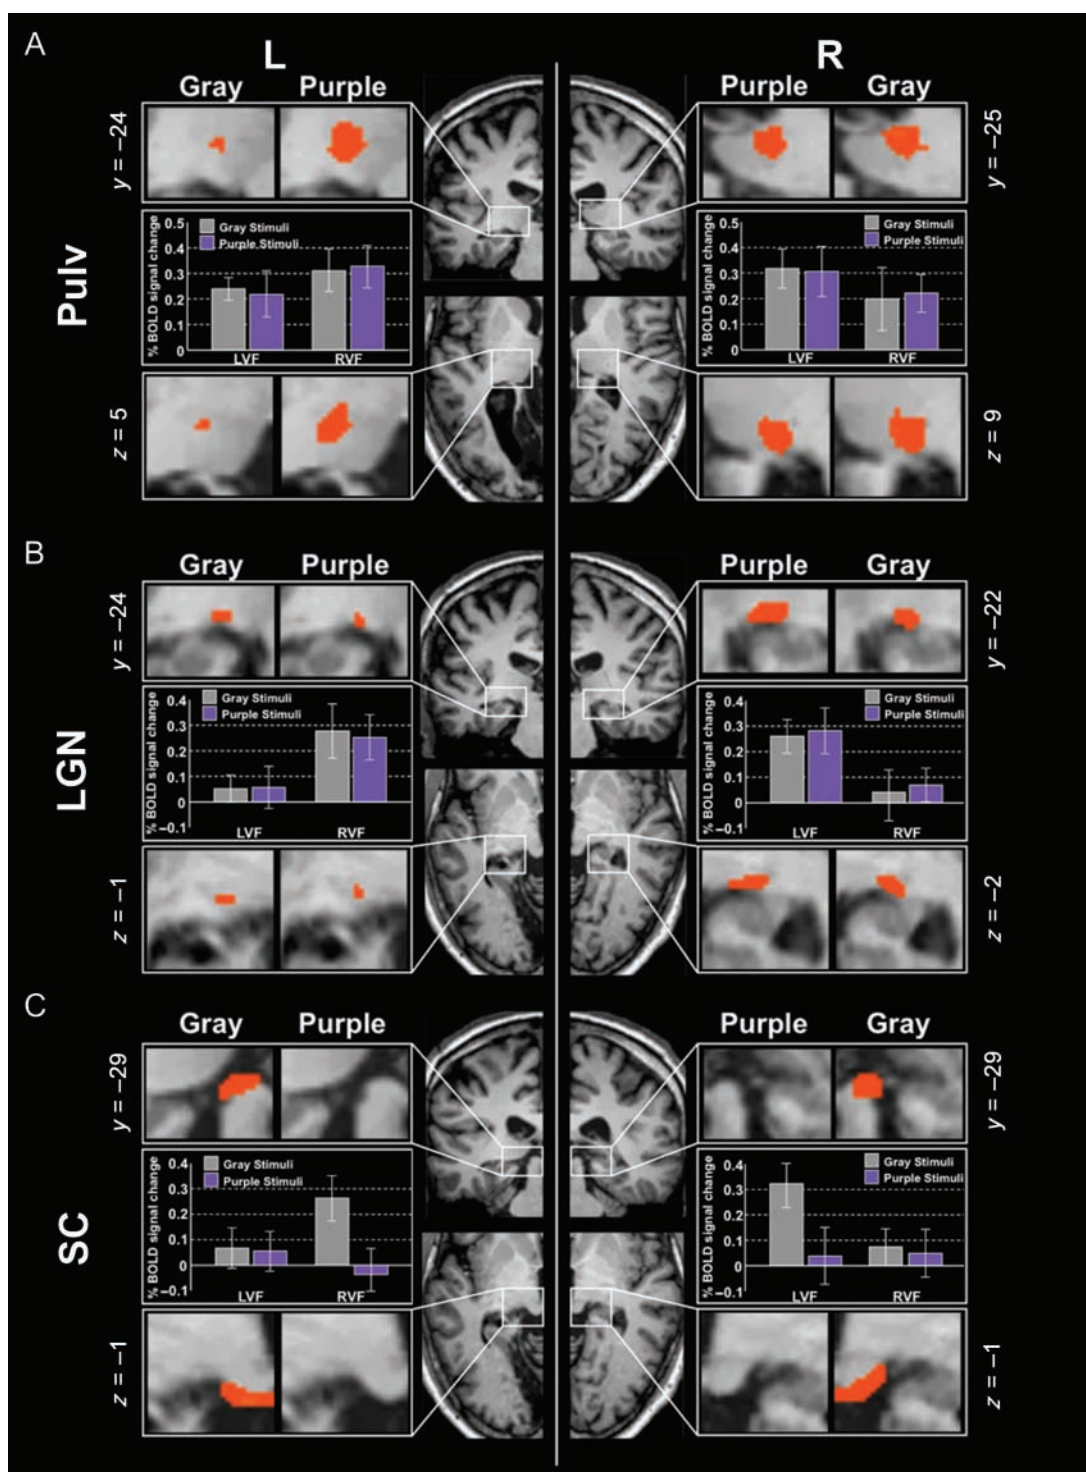 A
L
R
Gray Purple
Purple Gray
y = −24
y = −25
Pulv
% BOLD signal change
0.5
0.4
0.3
0.2
0.1
0
Gray Stimuli
Purple Stimuli
LVF RVF
% BOLD signal change
0.5
0.4
0.3
0.2
0.1
0
Gray Stimuli
Purple Stimuli
LVF RVF
z = 5
z = 9
B
Gray Purple
Purple Gray
y = −24
y = −22
LGN
% BOLD signal change
0.4
0.3
0.2
0.1
0
−0.1
Gray Stimuli
Purple Stimuli
LVF RVF
% BOLD signal change
0.4
0.3
0.2
0.1
0
−0.1
Gray Stimuli
Purple Stimuli
LVF RVF
z = −1
z = −2
C
Gray Purple
Purple Gray
y = −29
y = −29
SC
% BOLD signal change
0.4
0.3
0.2
0.1
0
−0.1
Gray Stimuli
Purple Stimuli
LVF RVF
% BOLD signal change
0.4
0.3
0.2
0.1
0
−0.1
Gray Stimuli
Purple Stimuli
LVF RVF
z = −1
z = −1